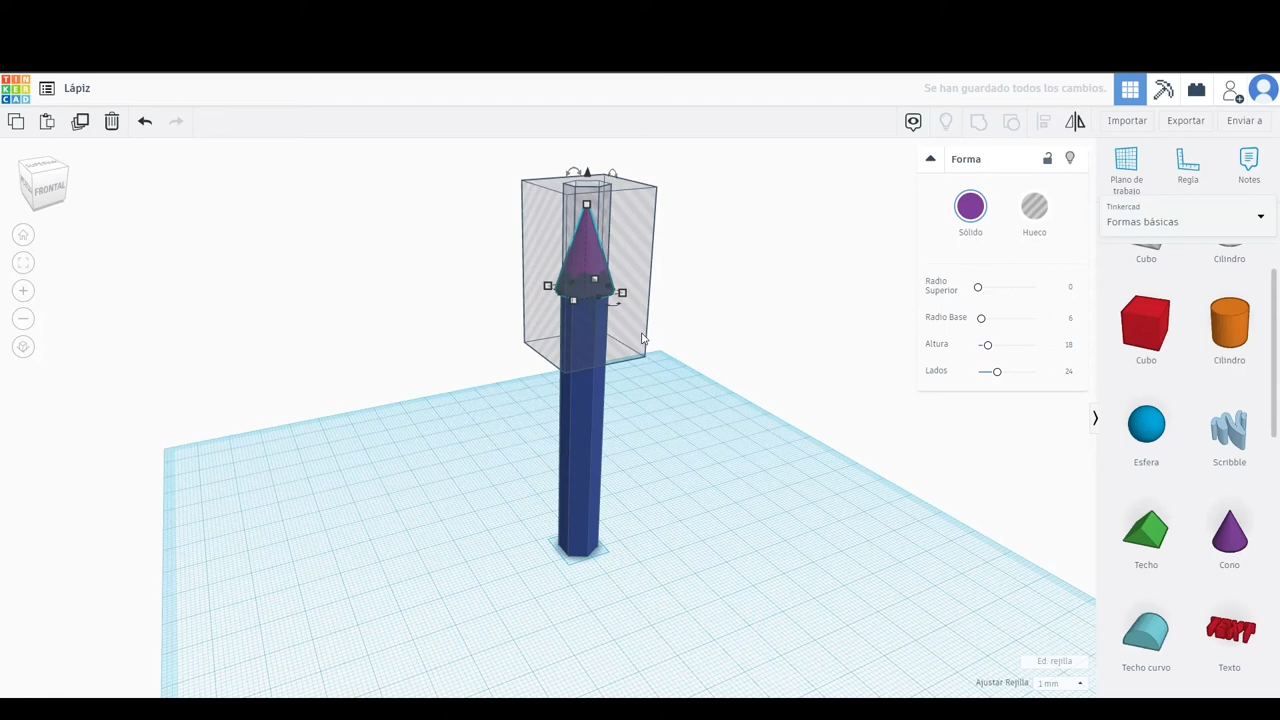 TIN
KER
CAD
Lápiz
Se han guardado todos los cambios.
Importar
Exportar
Enviar a
SUPERIOR
FRONTAL
Forma
Sólido
Hueco
Radio
Superior
0
Radio Base
6
Altura
18
Lados
24
Plano de
trabajo
Regla
Notes
Tinkercad
Formas básicas
Cubo
Cilindro
Cubo
Cilindro
Esfera
Scribble
Techo
Cono
TEXT
Techo curvo
Texto
Ed. rejilla
Ajustar Rejilla
1 mm